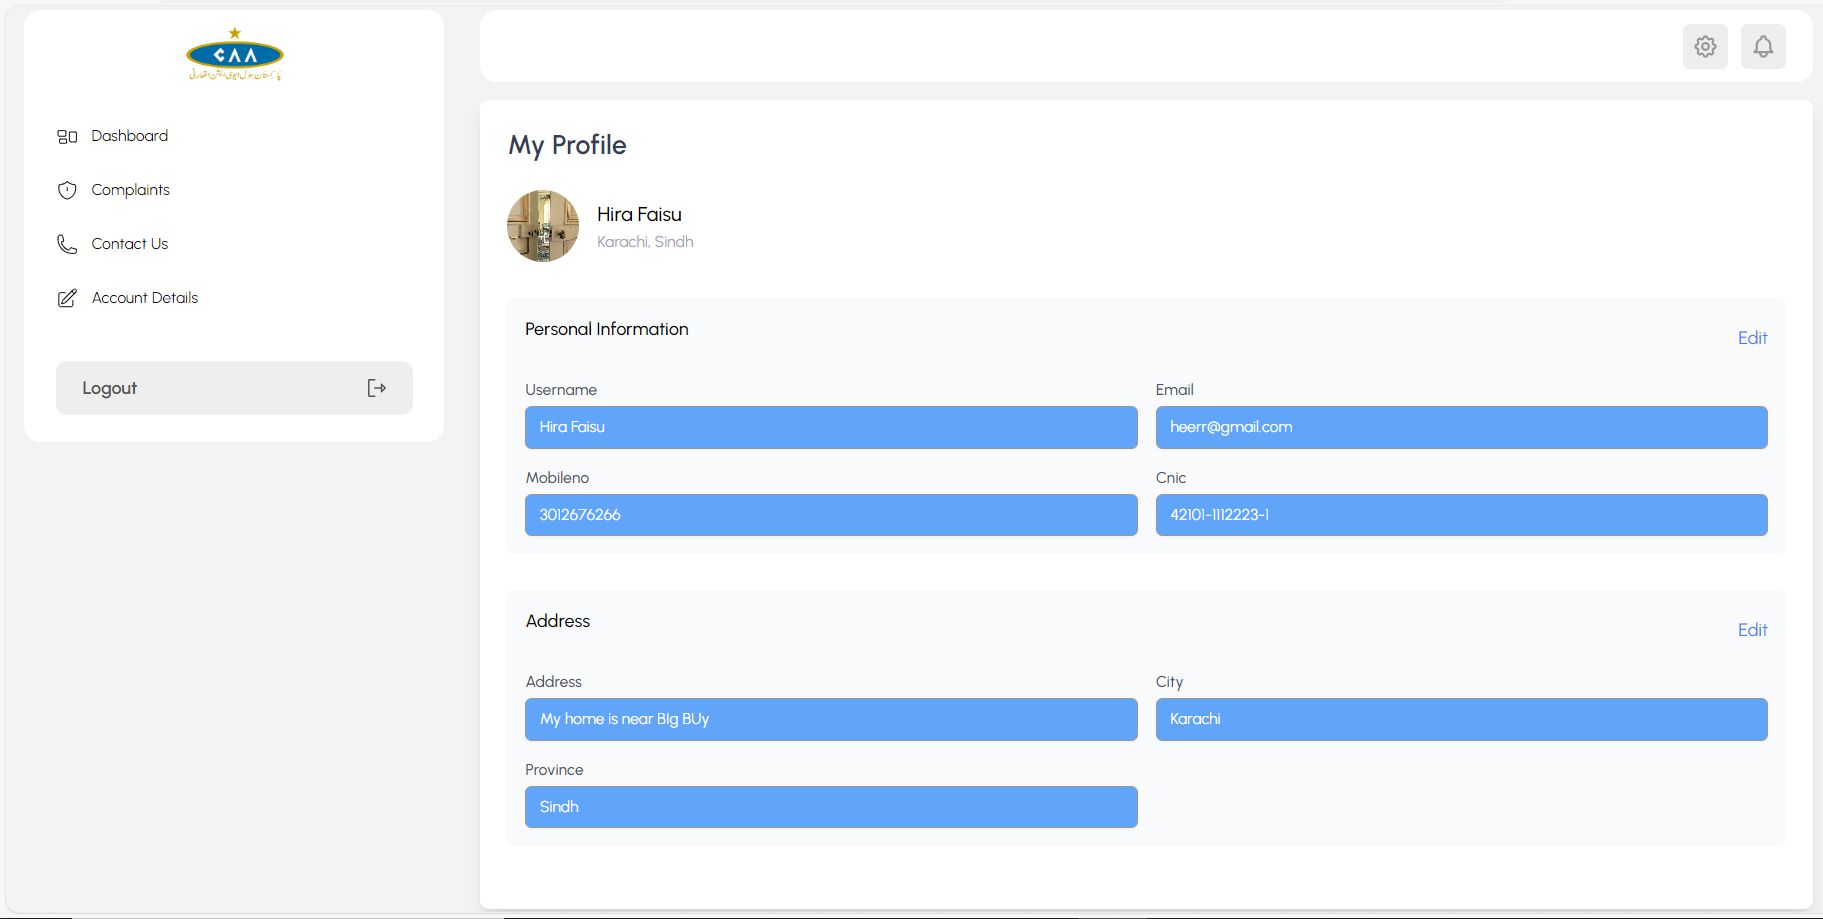 CAA
پاکستان سول ایوی ایشن اتھارٹی
Dashboard
Complaints
Contact Us
Account Details
Logout
My Profile
Hira Faisu
Karachi, Sindh
Personal Information
Edit
Username
Email
Hira Faisu
heerr@gmail.com
Mobileno
Cnic
3012676266
42101-1112223-1
Address
Edit
Address
City
My home is near BIg BUy
Karachi
Province
Sindh